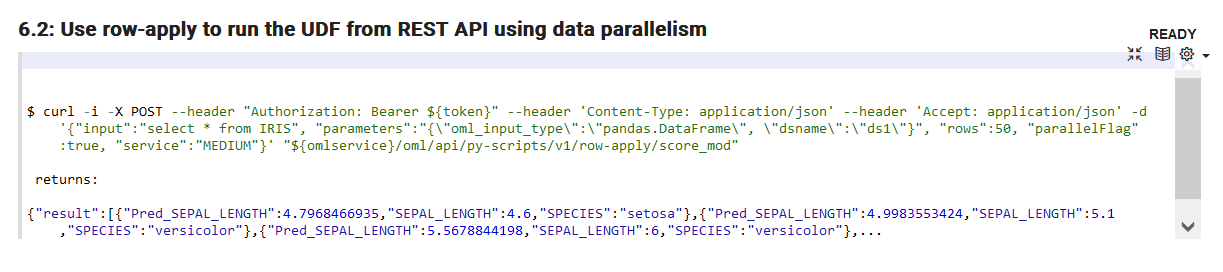 6.2: Use row-apply to run the UDF from REST API using data parallelism
READY
$ curl -i -X POST --header "Authorization: Bearer ${token}" --header 'Content-Type: application/json' --header 'Accept: application/json' -d
'{"input":"select * from IRIS", "parameters":"{\"oml_input_type\":\"pandas.DataFrame\", \"dsname\":\"ds1\"}", "rows":50, "parallelFlag"
:true, "service":"MEDIUM"}' "${omlservice}/oml/api/py-scripts/v1/row-apply/score_mod"
returns:
{"result":[{"Pred_SEPAL_LENGTH":4.7968466935,"SEPAL_LENGTH":4.6,"SPECIES":"setosa"},{"Pred_SEPAL_LENGTH":4.9983553424,"SEPAL_LENGTH":5.1
,"SPECIES":"versicolor"},{"Pred_SEPAL_LENGTH":5.5678844198,"SEPAL_LENGTH":6,"SPECIES":"versicolor"},...